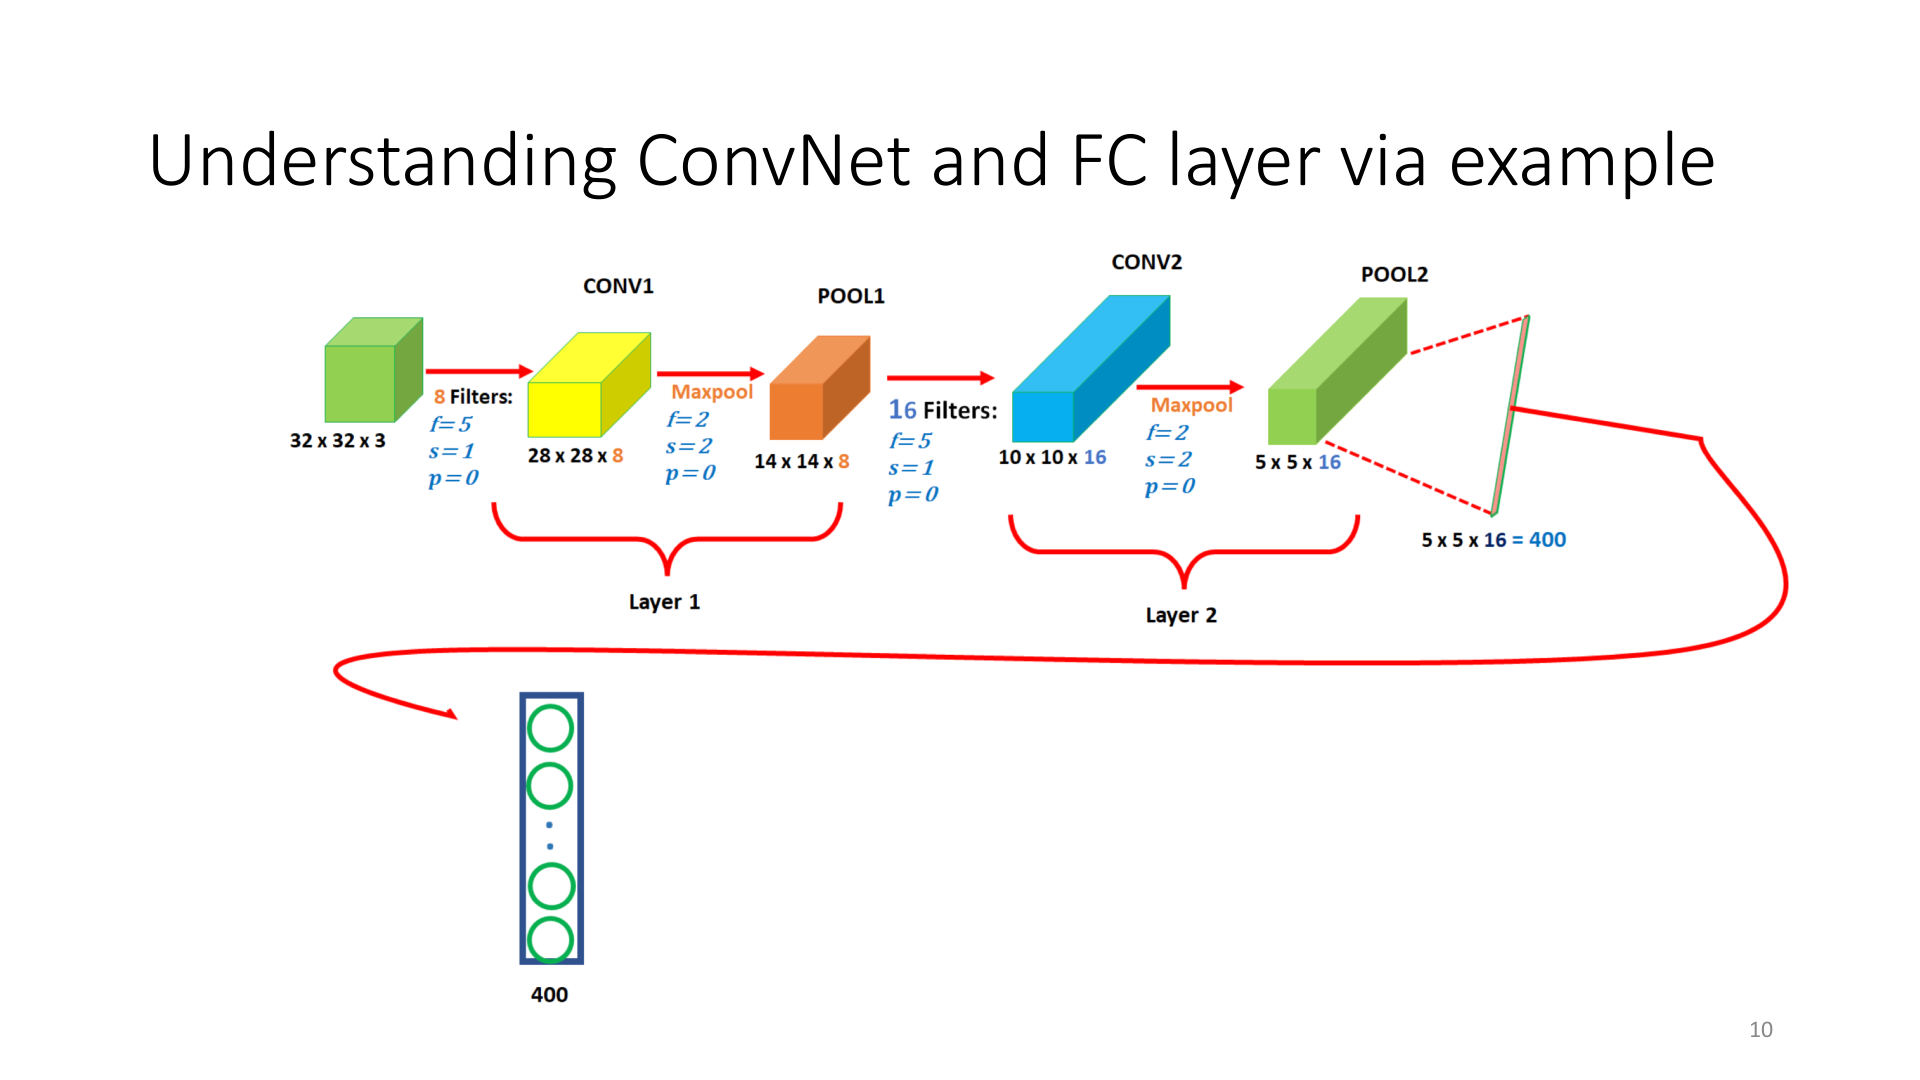 Understanding ConvNet and FC layer via example
32 x 32 x 3
8 Filters:
f=5
s=1
p=0
CONV1
28 x 28 x 8
Maxpool
f=2
s=2
p=0
POOL1
14 x 14 x 8
16 Filters:
f=5
s=1
p=0
CONV2
10 x 10 x 16
Maxpool
f=2
s=2
p=0
POOL2
5 x 5 x 16
5 x 5 x 16 = 400
Layer 1
Layer 2
400
10